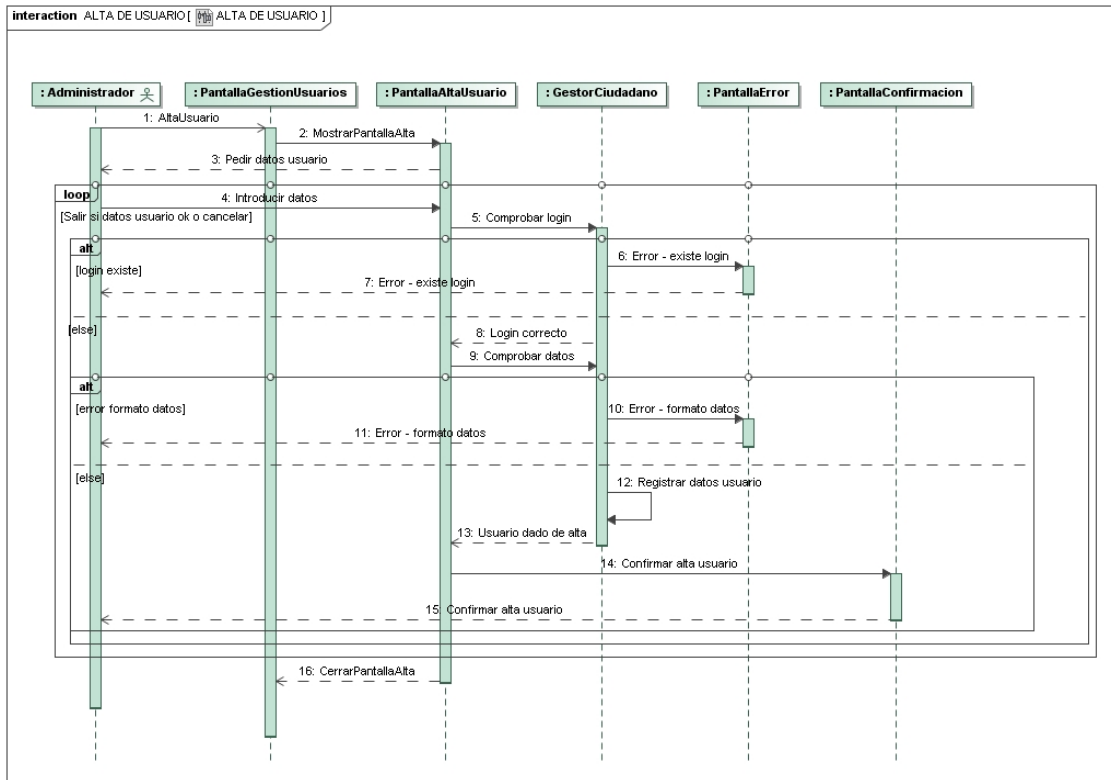 interaction ALTA DE USUARIO[ ALTA DE USUARIO ]
: Administrador
: PantallaGestionUsuarios
: PantallaAltaUsuario
: GestorCiudadano
: PantallaError
: PantallaConfirmacion
1: AltaUsuario
2: MostrarPantallaAlta
3: Pedir datos usuario
loop
4: Introducir datos
[Salir si datos usuario ok o cancelar]
5: Comprobar login
alt
6: Error - existe login
[login existe]
7: Error - existe login
[else]
8: Login correcto
9: Comprobar datos
alt
[error formato datos]
10: Error - formato datos
11: Error - formato datos
[else]
12: Registrar datos usuario
13: Usuario dado de alta
14: Confirmar alta usuario
15: Confirmar alta usuario
16: CerrarPantallaAlta